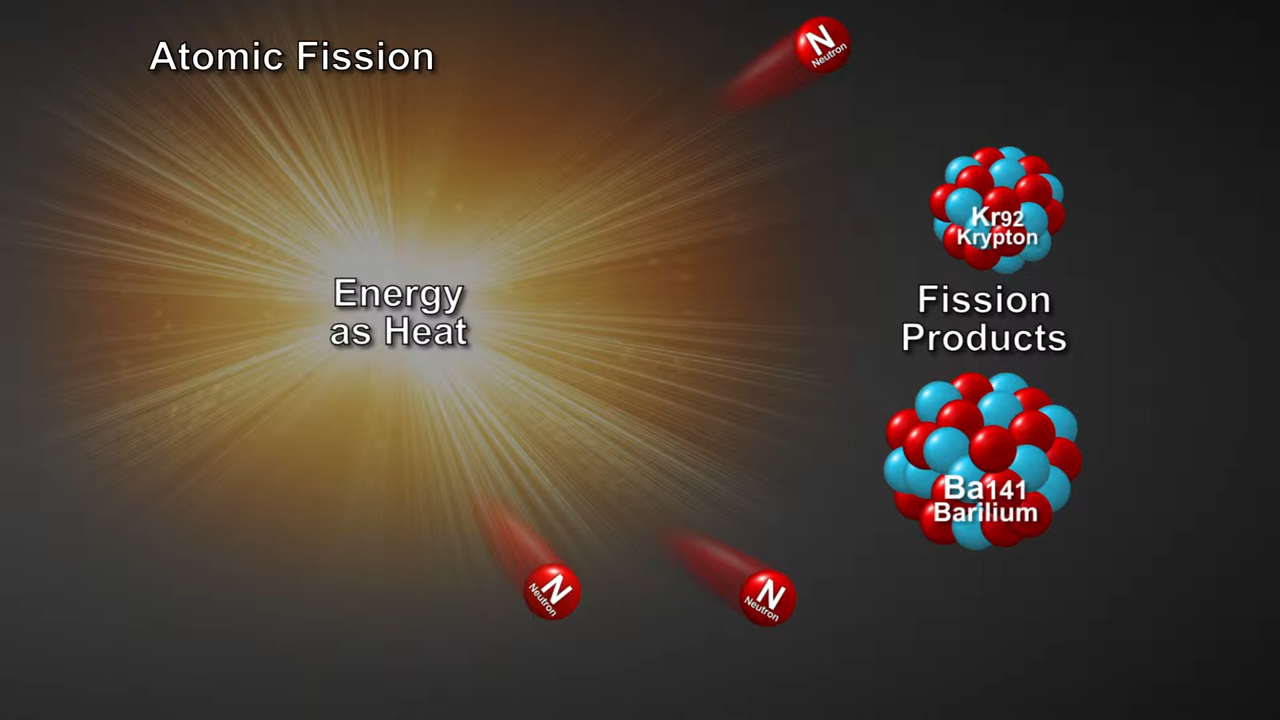 Atomic Fission
N
Neutron
Kr92
Krypton
Energy
as Heat
Fission
Products
Ba141
Barilium
N
Neutron
N
Neutron